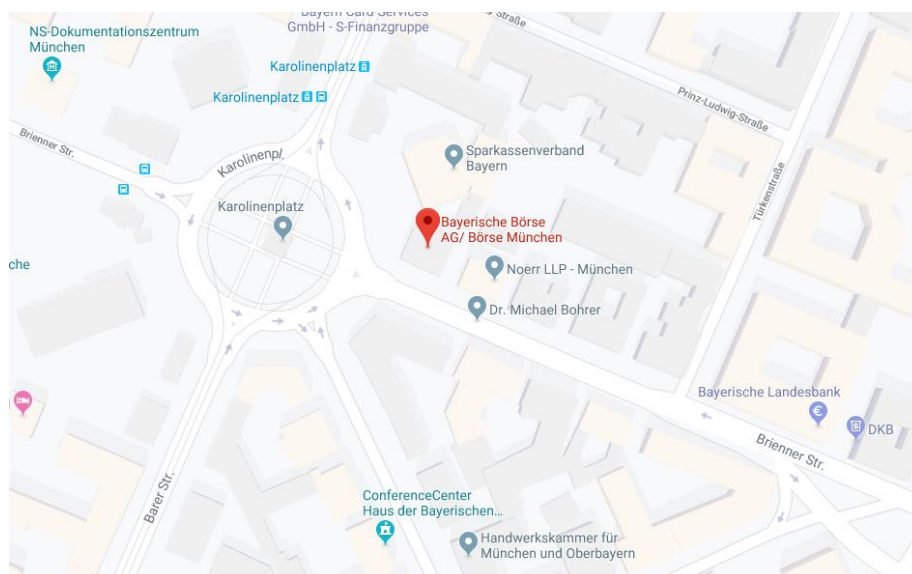 Bayern Card Services
GmbH - S-Finanzgruppe
NS-Dokumentationszentrum
München
Karolinenplatz
Karolinenplatz
Prinz-Ludwig-Straße
Brienner Str.
Karolinenpl.
Sparkassenverband
Bayern
Türkenstraße
Karolinenplatz
Bayerische Börse
AG/ Börse München
che
Noerr LLP - München
Dr. Michael Bohrer
Bayerische Landesbank
€
DKB
Brienner Str.
Barer Str.
ConferenceCenter
Haus der Bayerischen...
Handwerkskammer für
München und Oberbayern